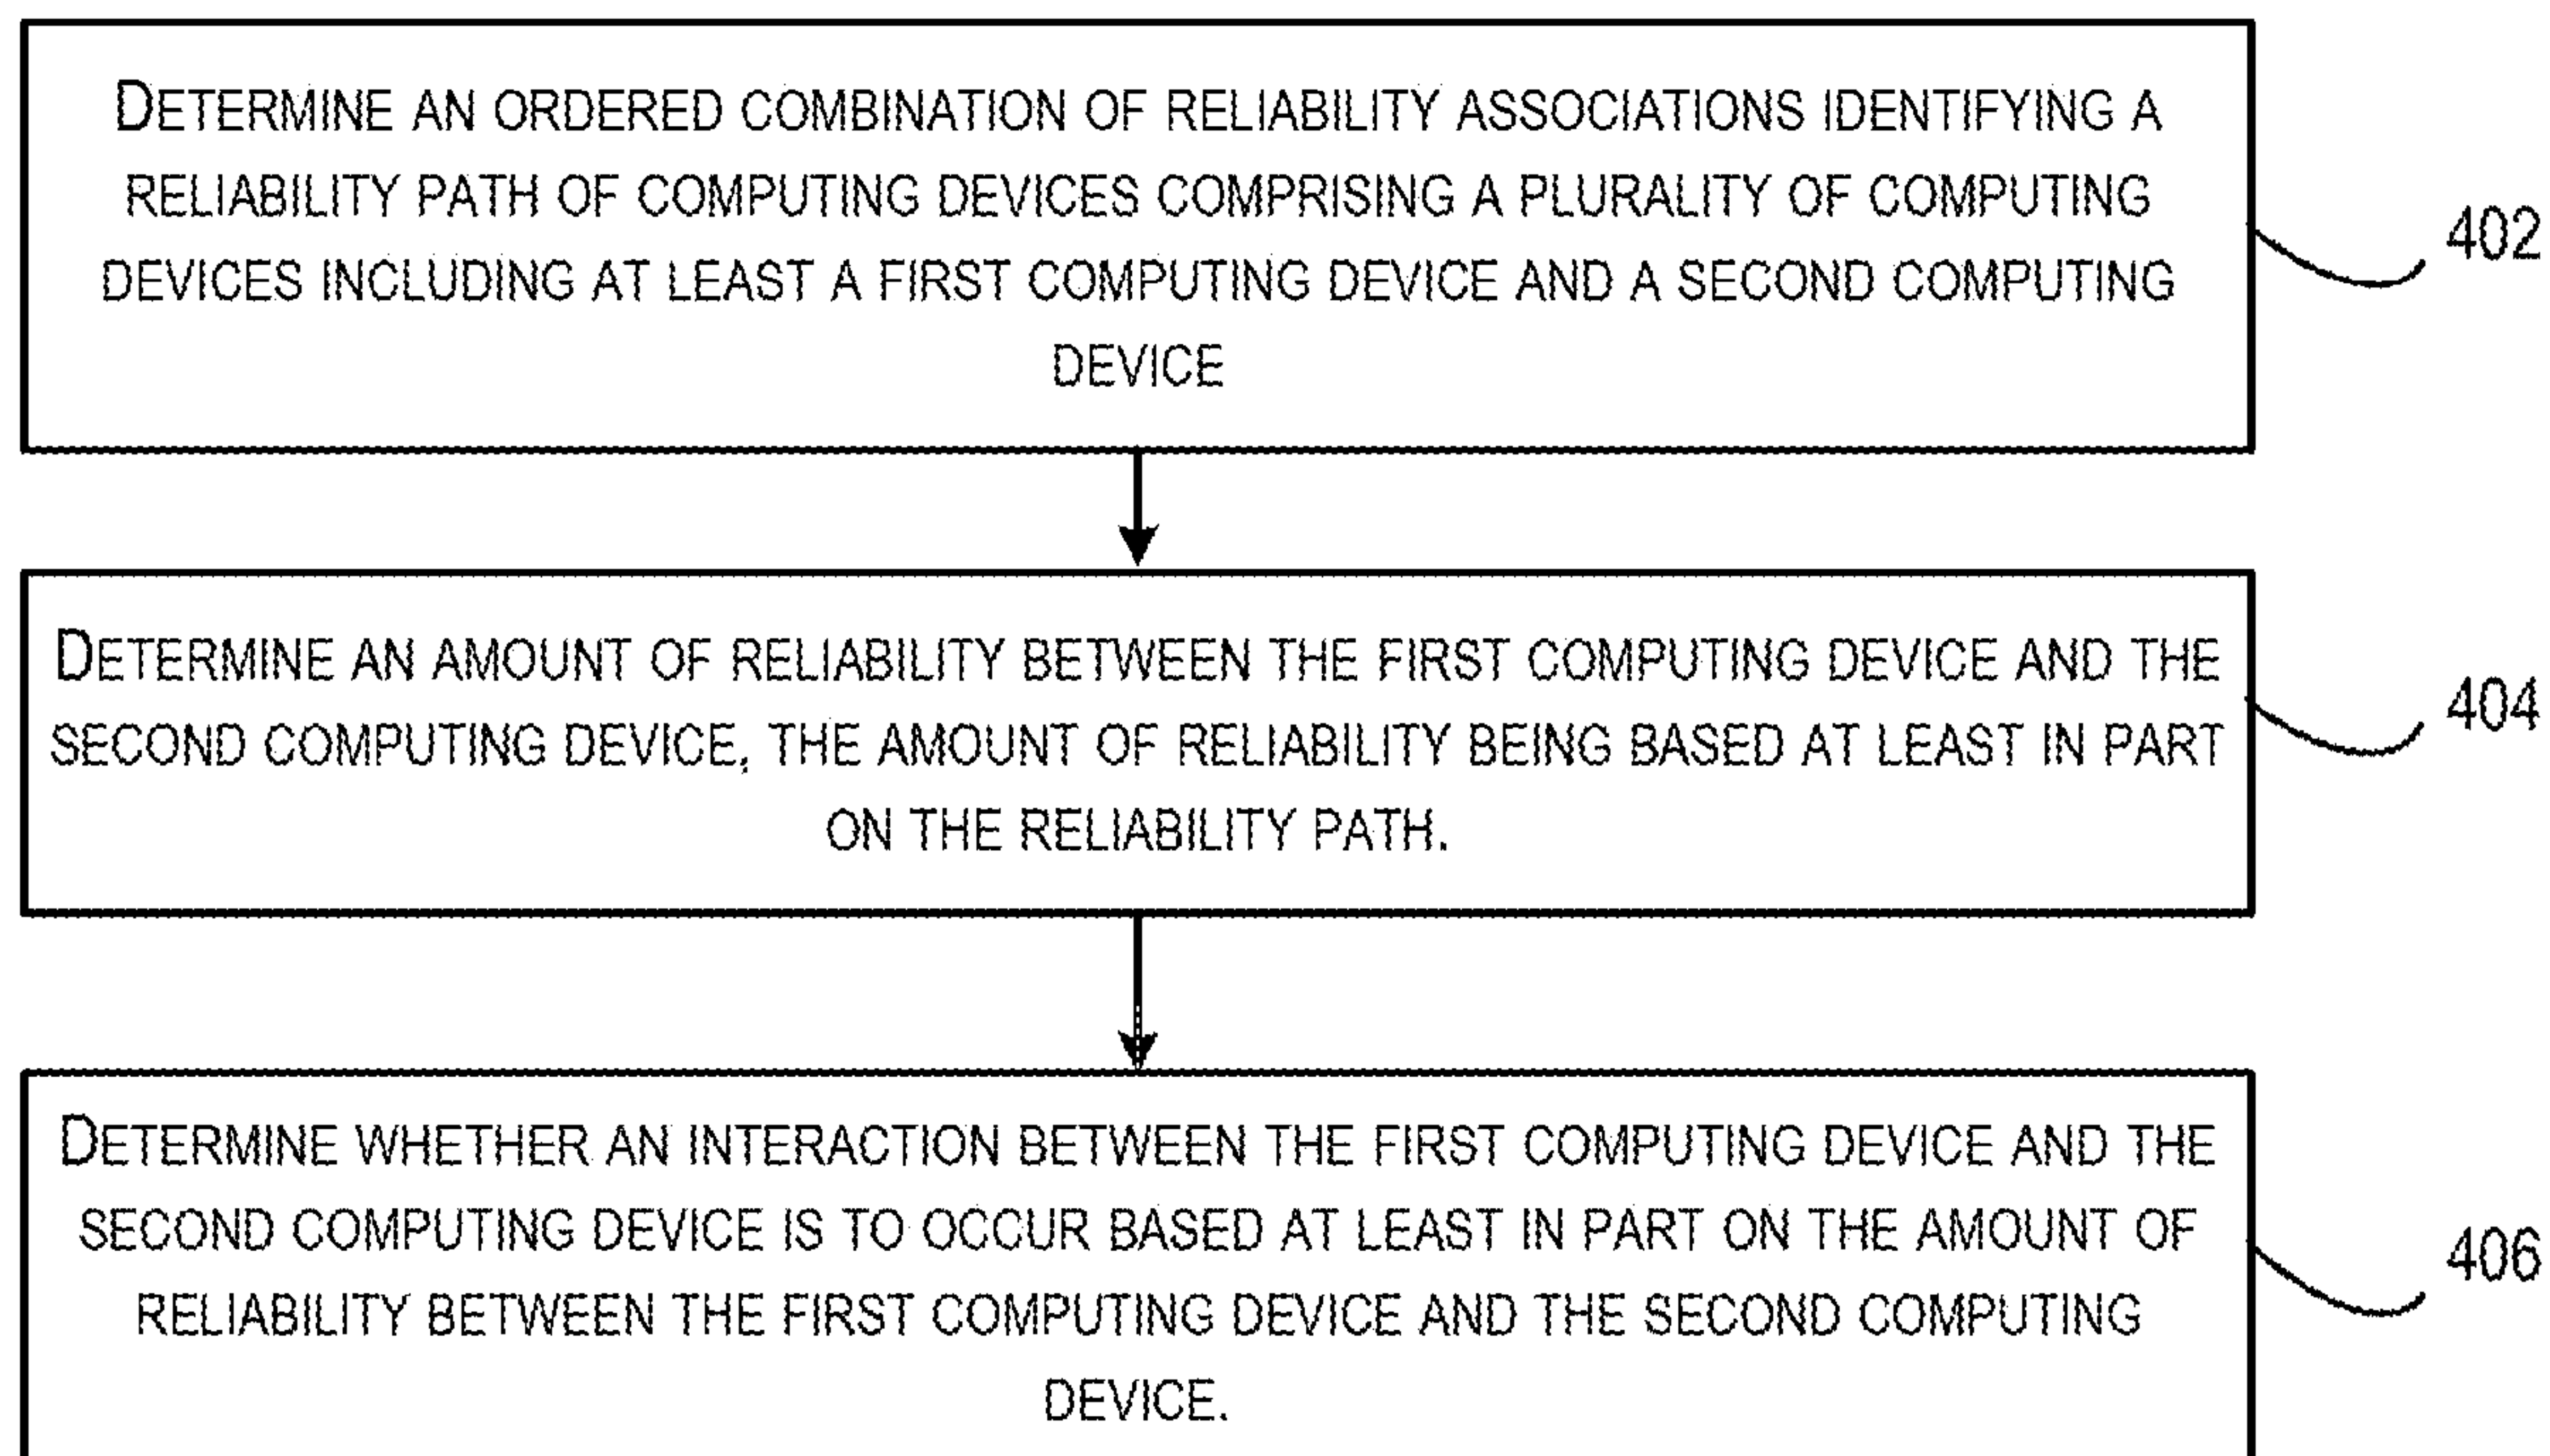 DETERMINE AN ORDERED COMBINATION OF RELIABILITY ASSOCIATIONS IDENTIFYING A
RELIABILITY PATH OF COMPUTING DEVICES COMPRISING A PLURALITY OF COMPUTING
DEVICES INCLUDING AT LEAST A FIRST COMPUTING DEVICE AND A SECOND COMPUTING
DEVICE
402
DETERMINE AN AMOUNT OF RELIABILITY BETWEEN THE FIRST COMPUTING DEVICE AND THE
SECOND COMPUTING DEVICE, THE AMOUNT OF RELIABILITY BEING BASED AT LEAST IN PART
ON THE RELIABILITY PATH.
404
DETERMINE WHETHER AN INTERACTION BETWEEN THE FIRST COMPUTING DEVICE AND THE
SECOND COMPUTING DEVICE IS TO OCCUR BASED AT LEAST IN PART ON THE AMOUNT OF
RELIABILITY BETWEEN THE FIRST COMPUTING DEVICE AND THE SECOND COMPUTING
DEVICE.
406